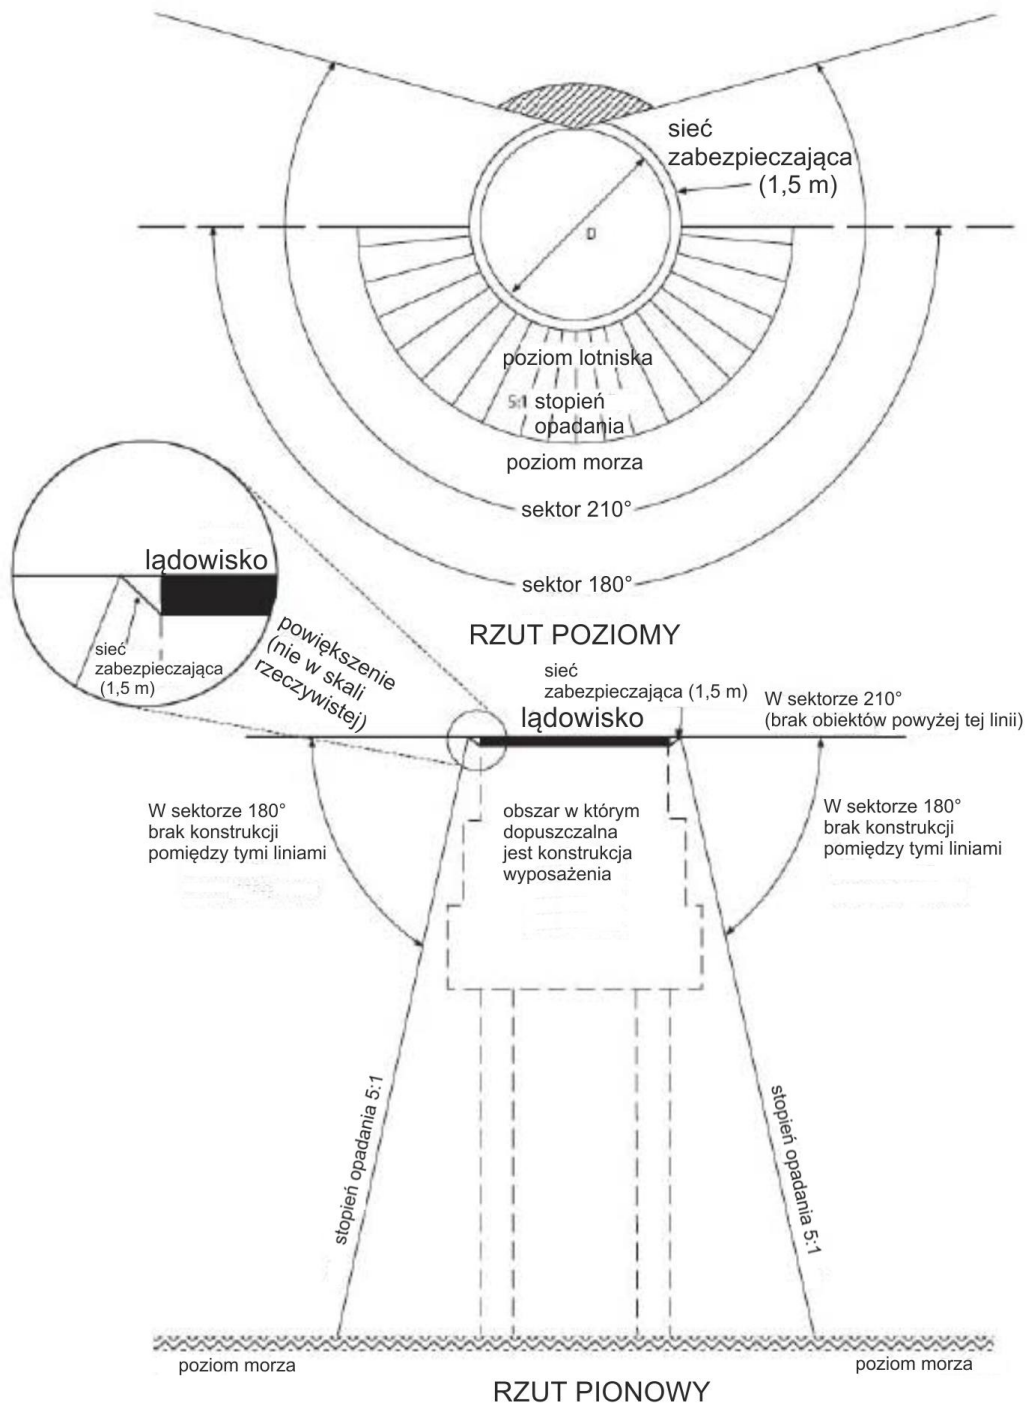 sieć
zabezpieczająca
(1,5 m)
D
poziom lotniska
5:1 stopień
opadania
poziom morza
sektor 210°
sektor 180°
RZUT POZIOMY
lądowisko
sieć
zabezpieczająca
(1,5 m)
powiększenie
(nie w skali
rzeczywistej)
sieć
zabezpieczająca (1,5 m)
lądowisko
W sektorze 210°
(brak obiektów powyżej tej linii)
W sektorze 180°
brak konstrukcji
pomiędzy tymi liniami
obszar w którym
dopuszczalna
jest konstrukcja
wyposażenia
W sektorze 180°
brak konstrukcji
pomiędzy tymi liniami
stopień opadania 5:1
stopień opadania 5:1
poziom morza
poziom morza
RZUT PIONOWY